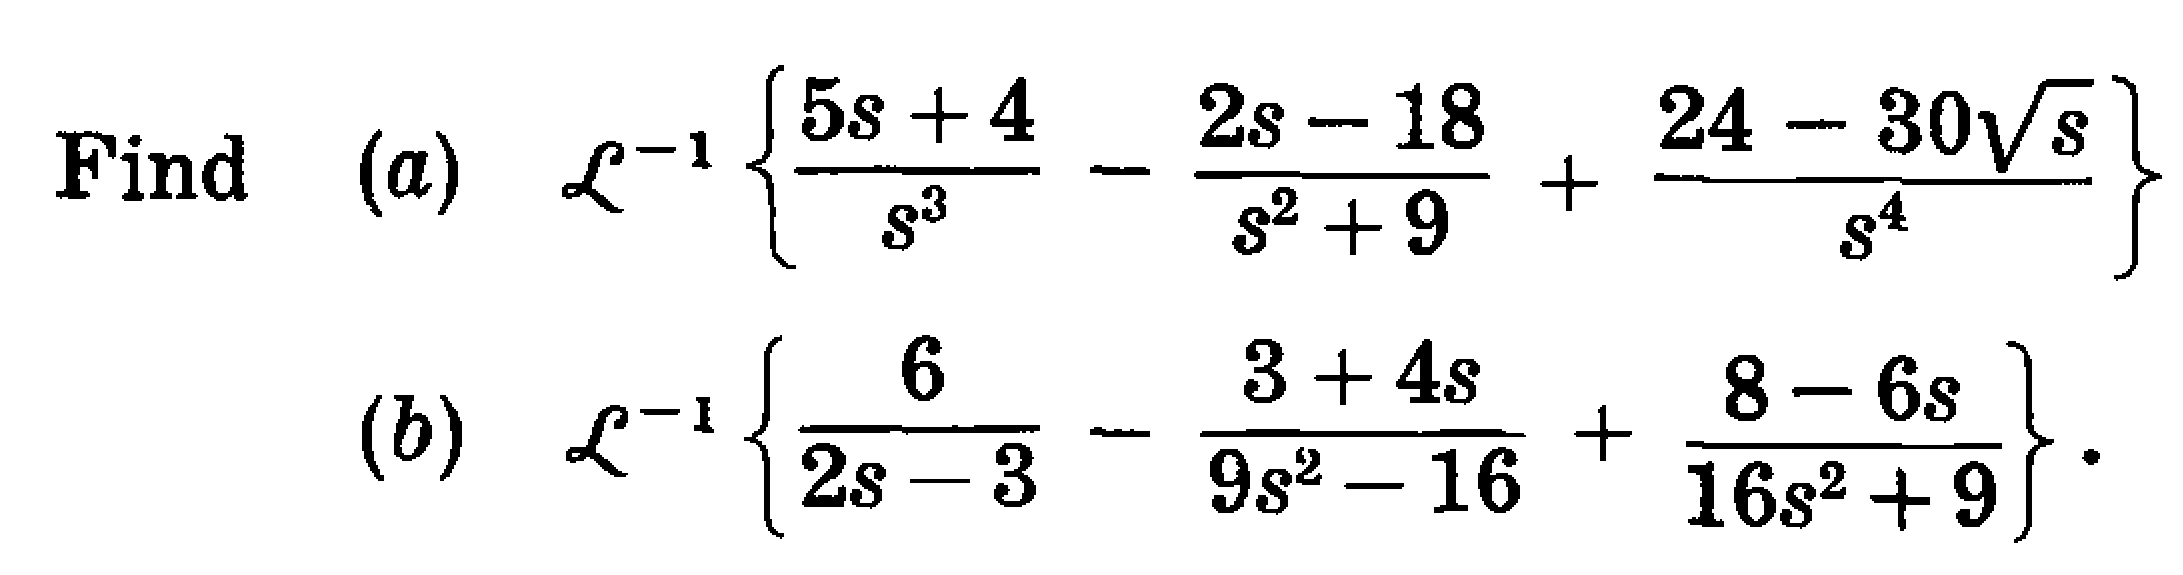 Find (a) ℒ⁻¹ { (5s + 4)/s³ − (2s − 18)/(s² + 9) + (24 − 30√s)/s⁴ }
(b) ℒ⁻¹ { 6/(2s − 3) − (3 + 4s)/(9s² − 16) + (8 − 6s)/(16s² + 9) } .